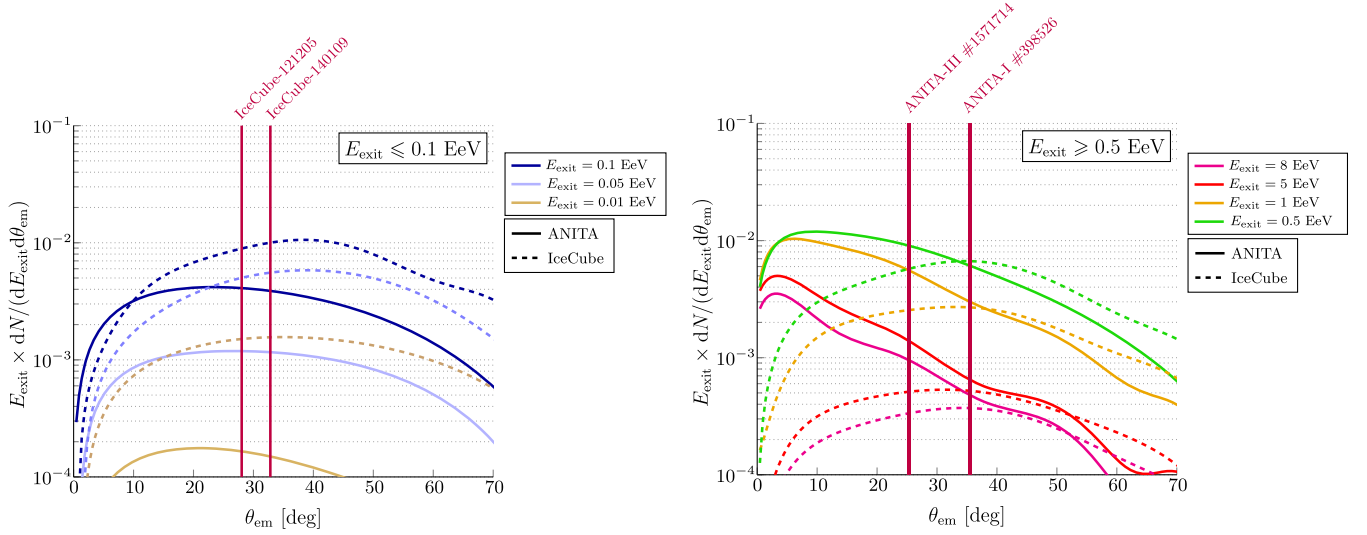 IceCube-121205
IceCube-140109
E_exit ⩽ 0.1 EeV
E_exit × dN/(dE_exit dθ_em)
10^−1
10^−2
10^−3
10^−4
0 10 20 30 40 50 60 70
θ_em [deg]
E_exit = 0.1 EeV
E_exit = 0.05 EeV
E_exit = 0.01 EeV
ANITA
IceCube
ANITA-III #1571714
ANITA-I #398526
E_exit ⩾ 0.5 EeV
E_exit × dN/(dE_exit dθ_em)
10^−1
10^−2
10^−3
10^−4
0 10 20 30 40 50 60 70
θ_em [deg]
E_exit = 8 EeV
E_exit = 5 EeV
E_exit = 1 EeV
E_exit = 0.5 EeV
ANITA
IceCube